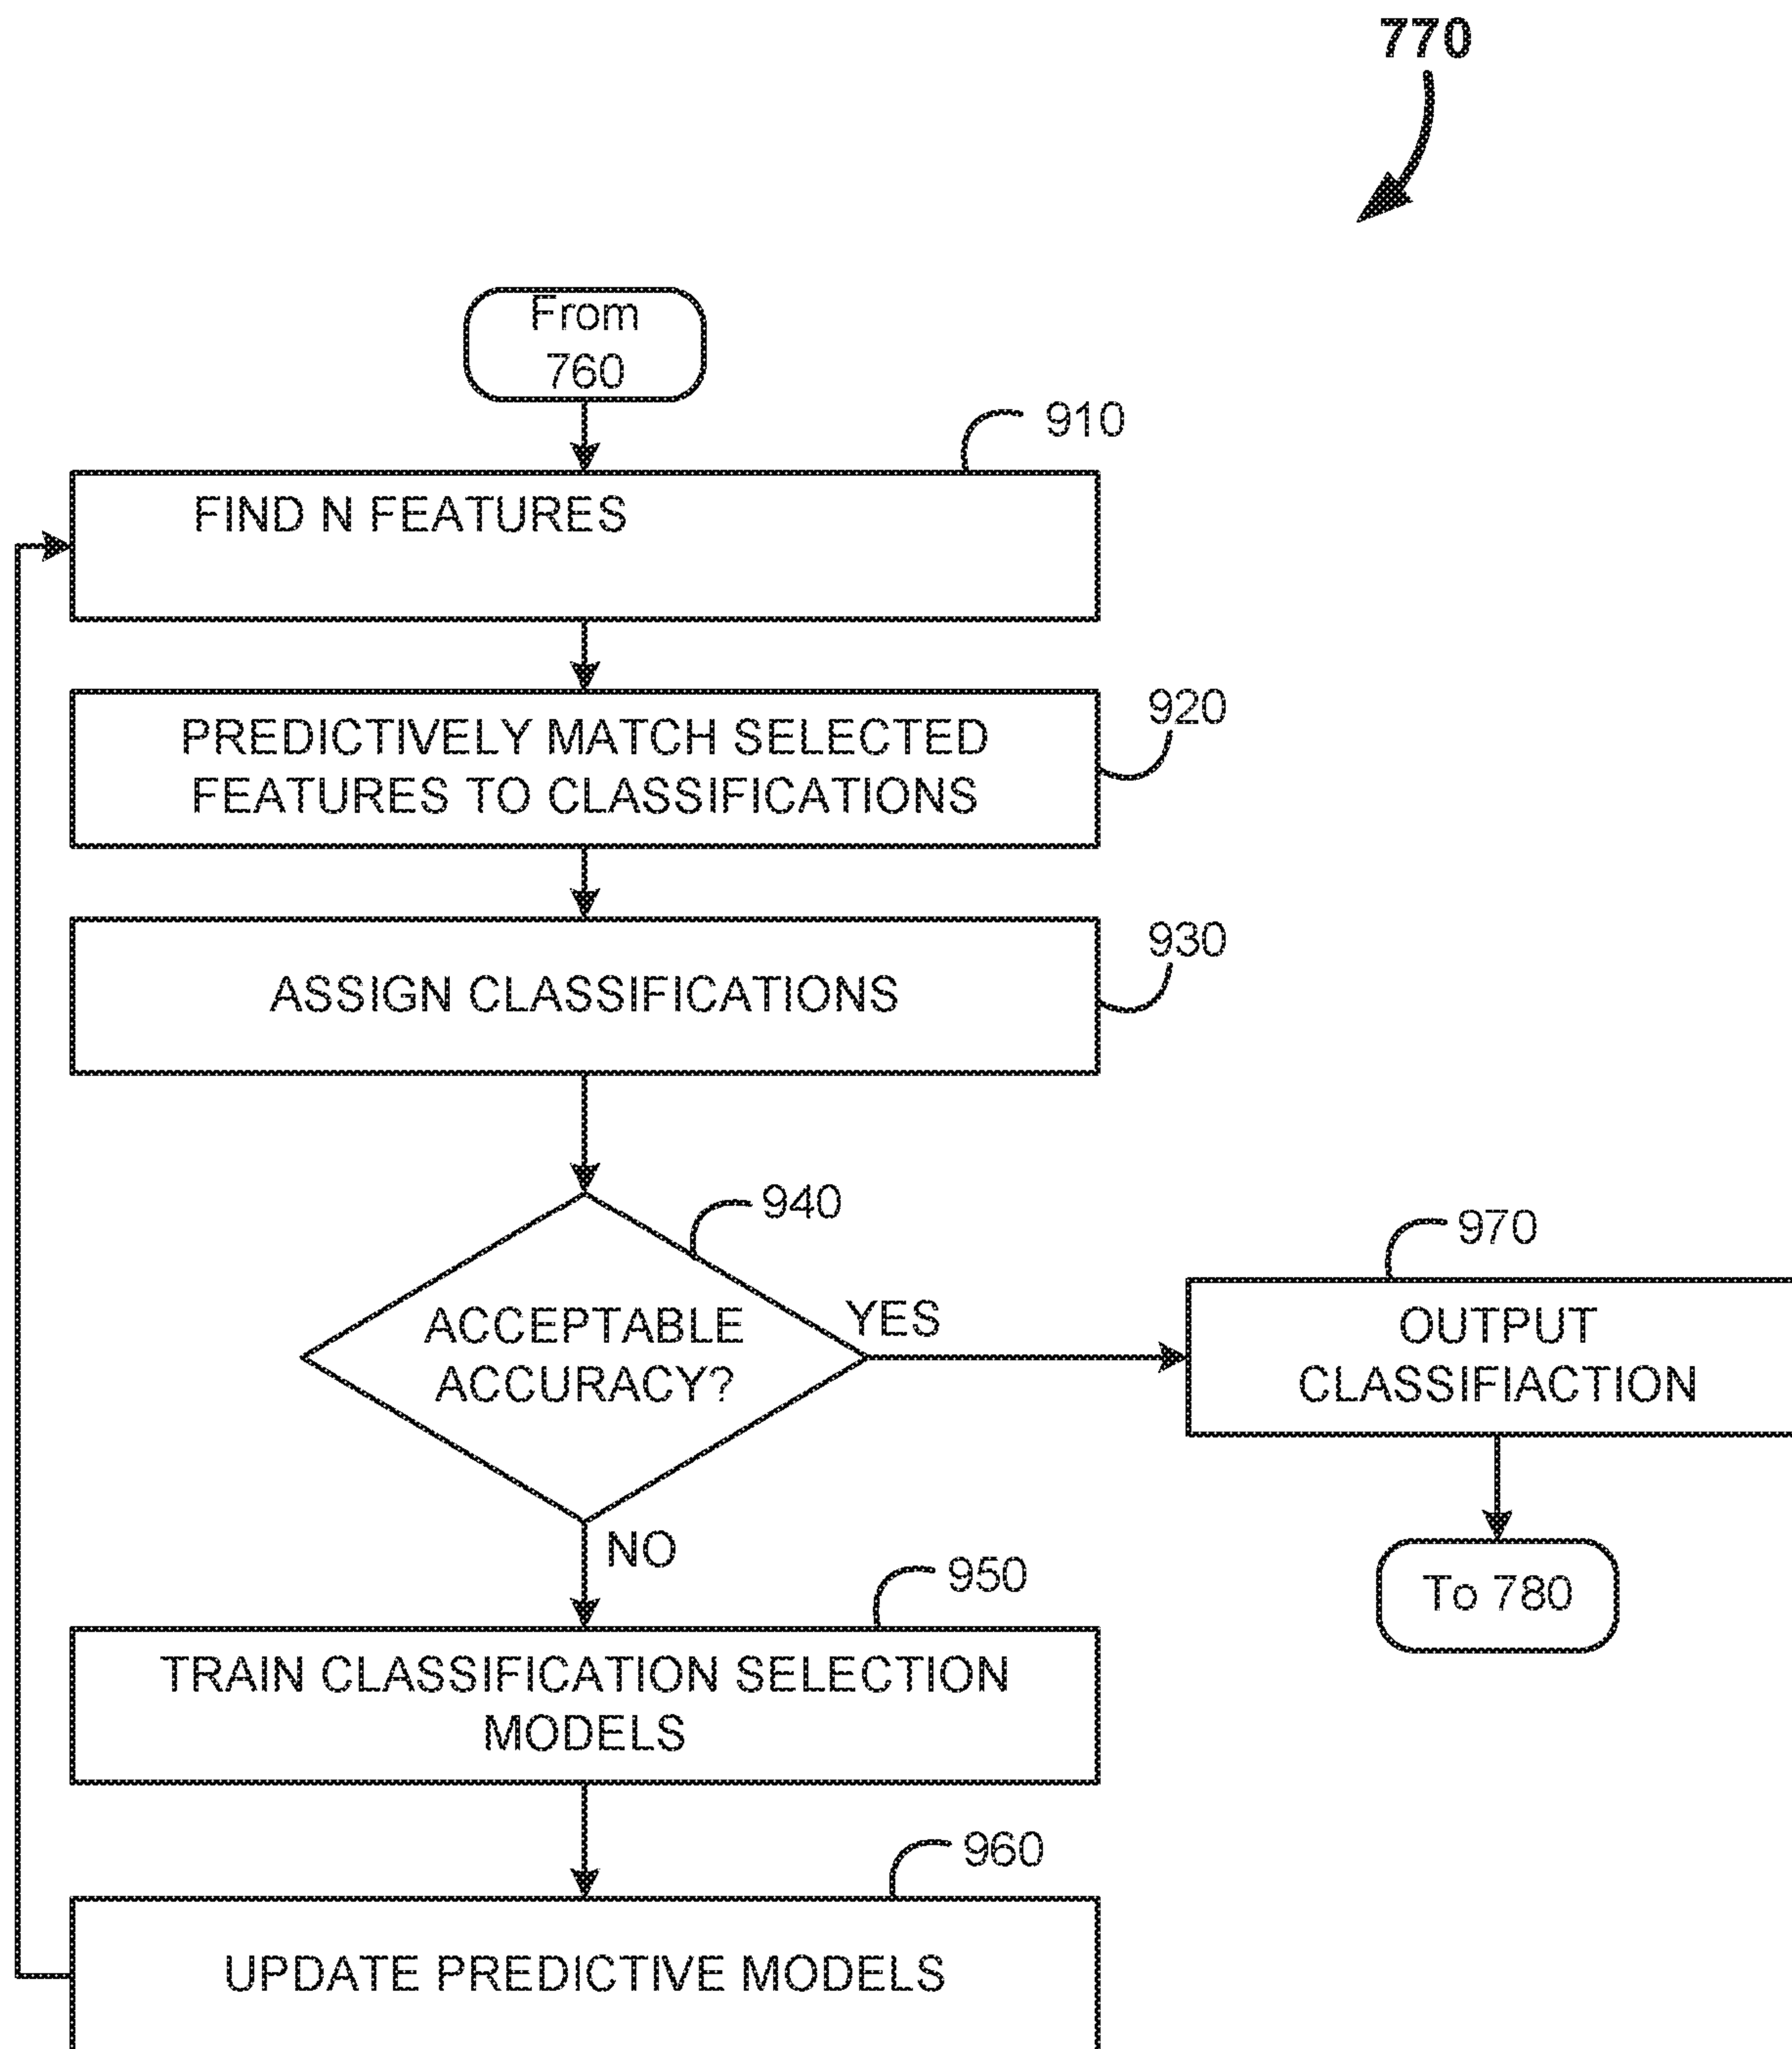 770
From
760
910
FIND N FEATURES
920
PREDICTIVELY MATCH SELECTED
FEATURES TO CLASSIFICATIONS
930
ASSIGN CLASSIFICATIONS
940
ACCEPTABLE
ACCURACY?
YES
970
OUTPUT
CLASSIFIACTION
NO
To 780
950
TRAIN CLASSIFICATION SELECTION
MODELS
960
UPDATE PREDICTIVE MODELS